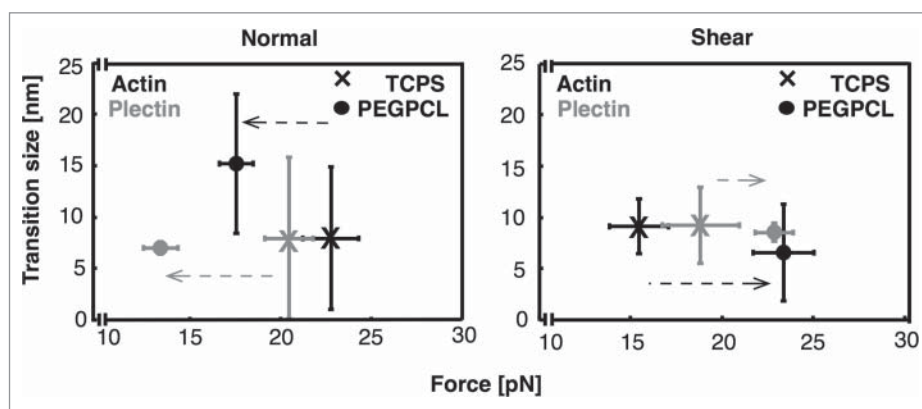 Normal
Shear
Transition size [nm]
25
20
15
10
5
0
Actin
TCPS
Plectin
PEGPCL
10
15
20
25
30
25
20
15
10
5
0
Actin
TCPS
Plectin
PEGPCL
10
15
20
25
30
Force [pN]